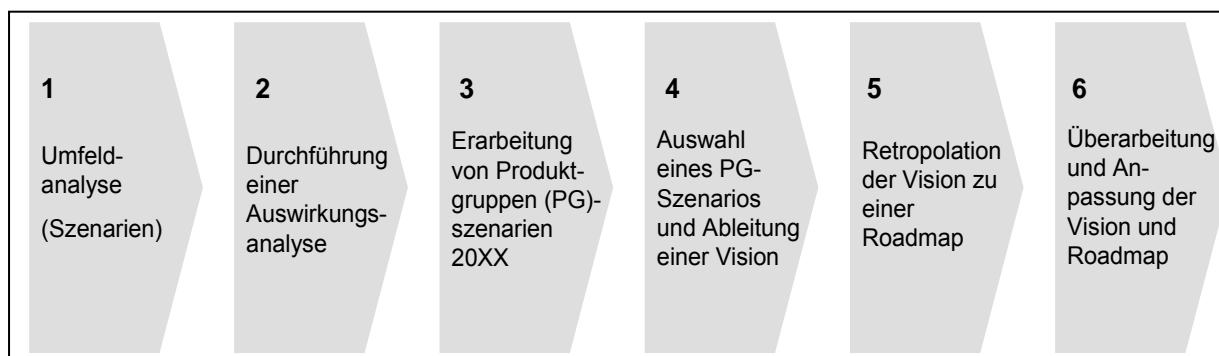 1
Umfeld-
analyse
(Szenarien)
2
Durchführung
einer
Auswirkungs-
analyse
3
Erarbeitung
von Produkt-
gruppen (PG)-
szenarien
20XX
4
Auswahl
eines PG-
Szenarios
und Ableitung
einer Vision
5
Retropolation
der Vision zu
einer
Roadmap
6
Überarbeitung
und An-
passung der
Vision und
Roadmap